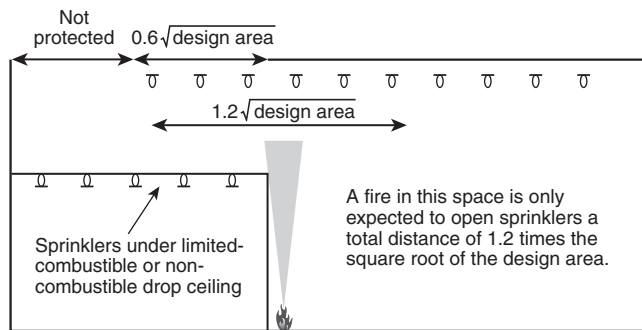 Not
protected
0.6√design area
1.2√design area
Sprinklers under limited-
combustible or non-
combustible drop ceiling
A fire in this space is only
expected to open sprinklers a
total distance of 1.2 times the
square root of the design area.